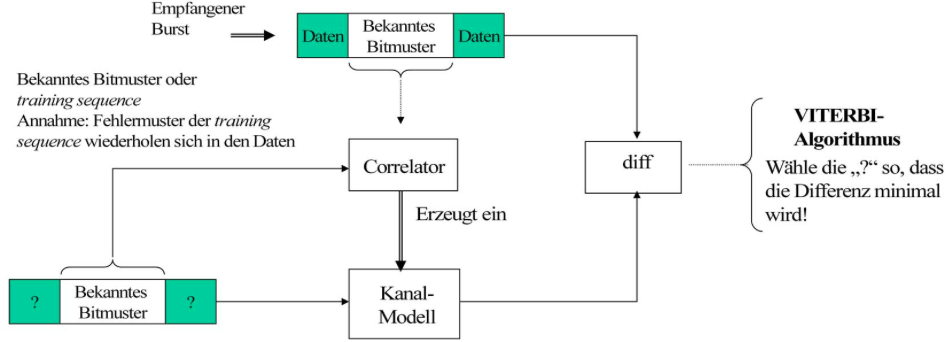 Empfangener
Burst
Daten
Bekanntes
Bitmuster
Daten
Bekanntes Bitmuster oder
training sequence
Annahme: Fehlermuster der training
sequence wiederholen sich in den Daten
Correlator
diff
VITERBI-
Algorithmus
Wähle die „?“ so, dass
die Differenz minimal
wird!
Erzeugt ein
?
Bekanntes
Bitmuster
?
Kanal-
Modell